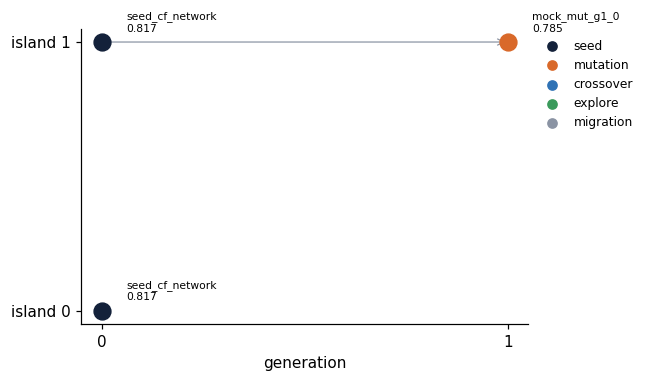 seed_cf_network
0.817
mock_mut_g1_0
0.785
island 1
seed
mutation
crossover
explore
migration
seed_cf_network
0.817
island 0
0
1
generation